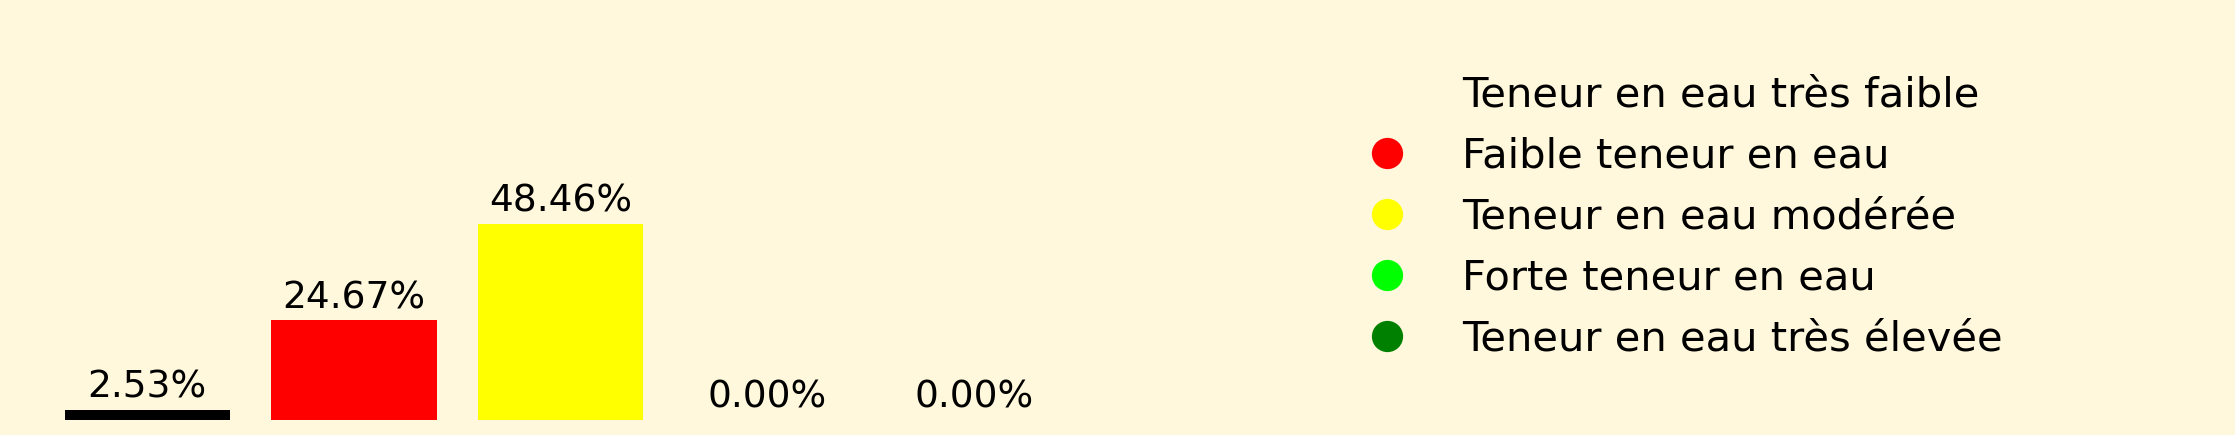 2.53%
24.67%
48.46%
0.00%
0.00%
Teneur en eau très faible
Faible teneur en eau
Teneur en eau modérée
Forte teneur en eau
Teneur en eau très élevée